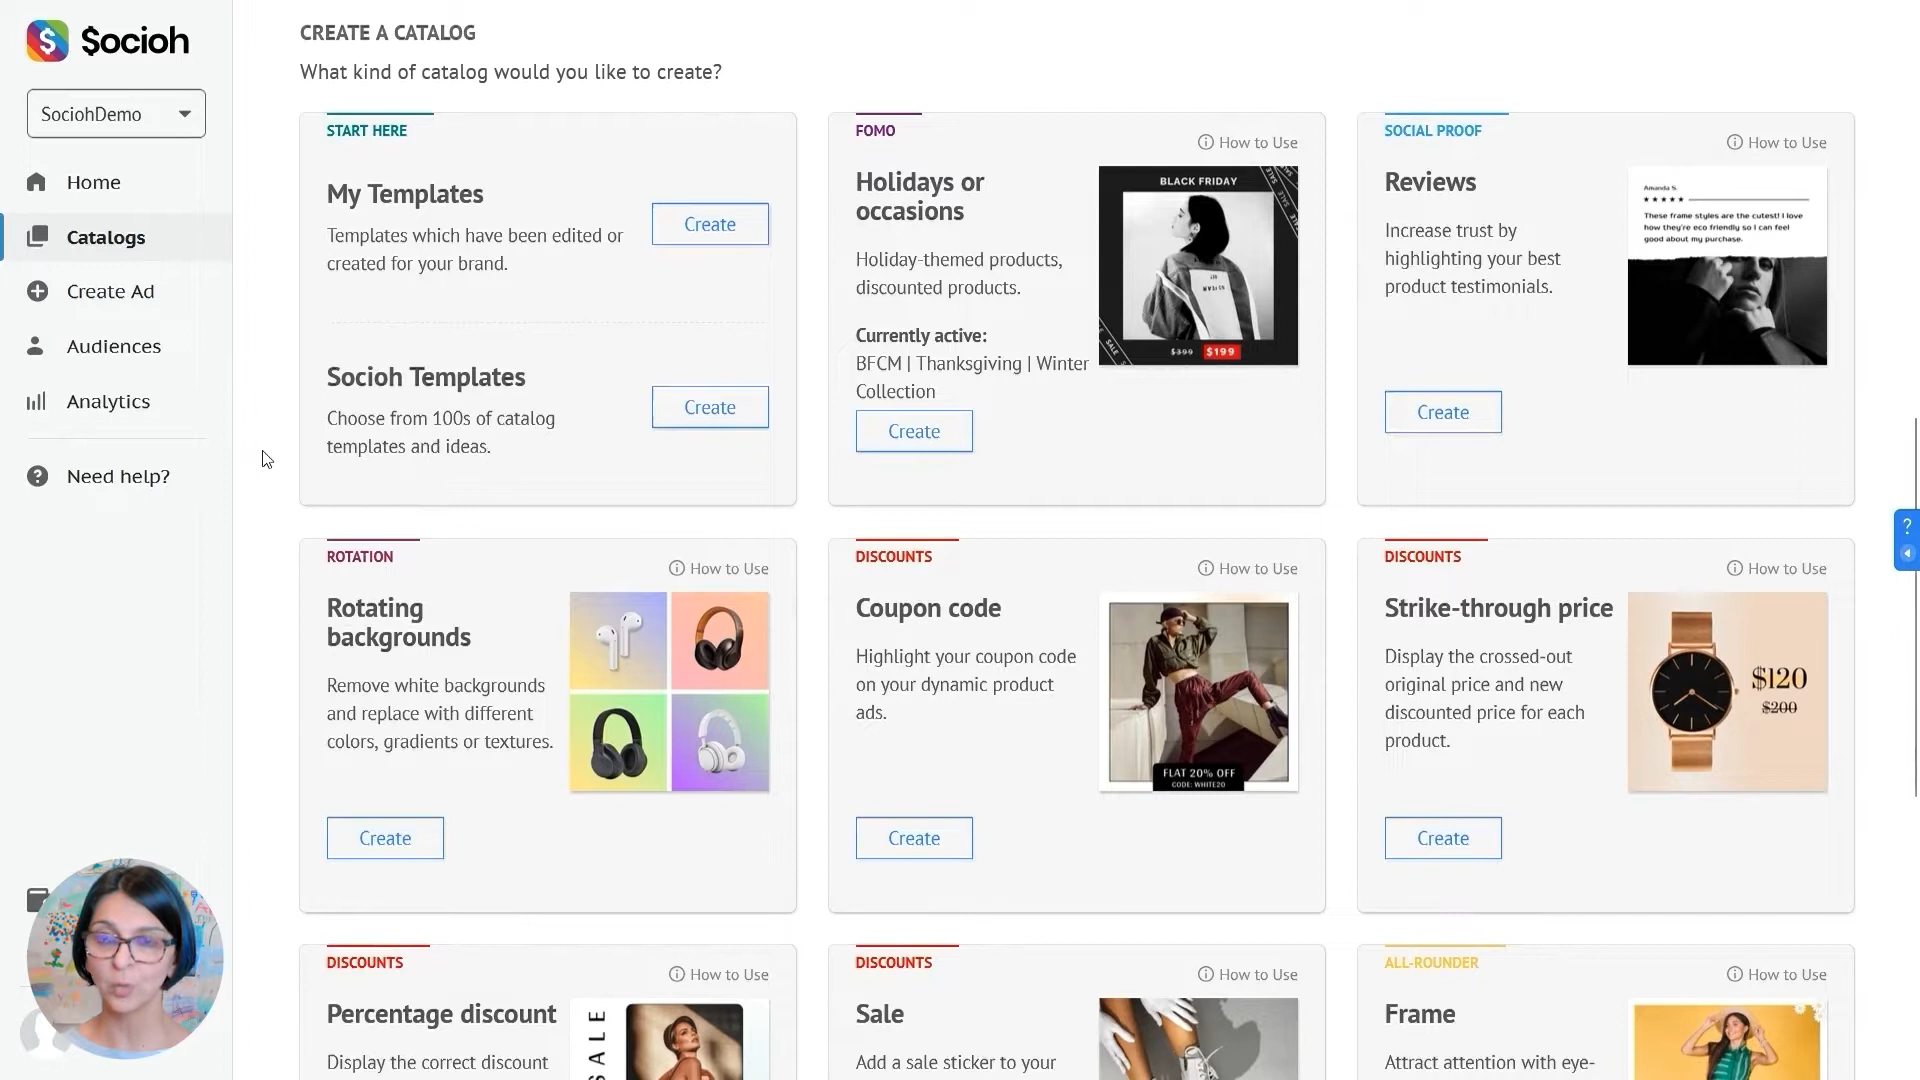 $ocioh
SociohDemo
Home
Catalogs
Create Ad
Audiences
Analytics
Need help?
CREATE A CATALOG
What kind of catalog would you like to create?
START HERE
My Templates
Templates which have been edited or
created for your brand.
Create
Socioh Templates
Choose from 100s of catalog
templates and ideas.
Create
FOMO
How to Use
Holidays or
occasions
Holiday-themed products,
discounted products.
Currently active:
BFCM | Thanksgiving | Winter
Collection
Create
BLACK FRIDAY
SALE
SALE
SALE
$399 $199
SOCIAL PROOF
How to Use
Reviews
Increase trust by
highlighting your best
product testimonials.
Create
Amanda S.
★★★★★
These frame styles are the cutest! I love
how they're eco friendly so I can feel
good about my purchase.
ROTATION
How to Use
Rotating
backgrounds
Remove white backgrounds
and replace with different
colors, gradients or textures.
Create
DISCOUNTS
How to Use
Coupon code
Highlight your coupon code
on your dynamic product
ads.
Create
FLAT 20% OFF
CODE: WHITE20
DISCOUNTS
How to Use
Strike-through price
Display the crossed-out
original price and new
discounted price for each
product.
Create
$120
$200
DISCOUNTS
How to Use
Percentage discount
Display the correct discount
SALE
DISCOUNTS
How to Use
Sale
Add a sale sticker to your
ALL-ROUNDER
How to Use
Frame
Attract attention with eye-
?